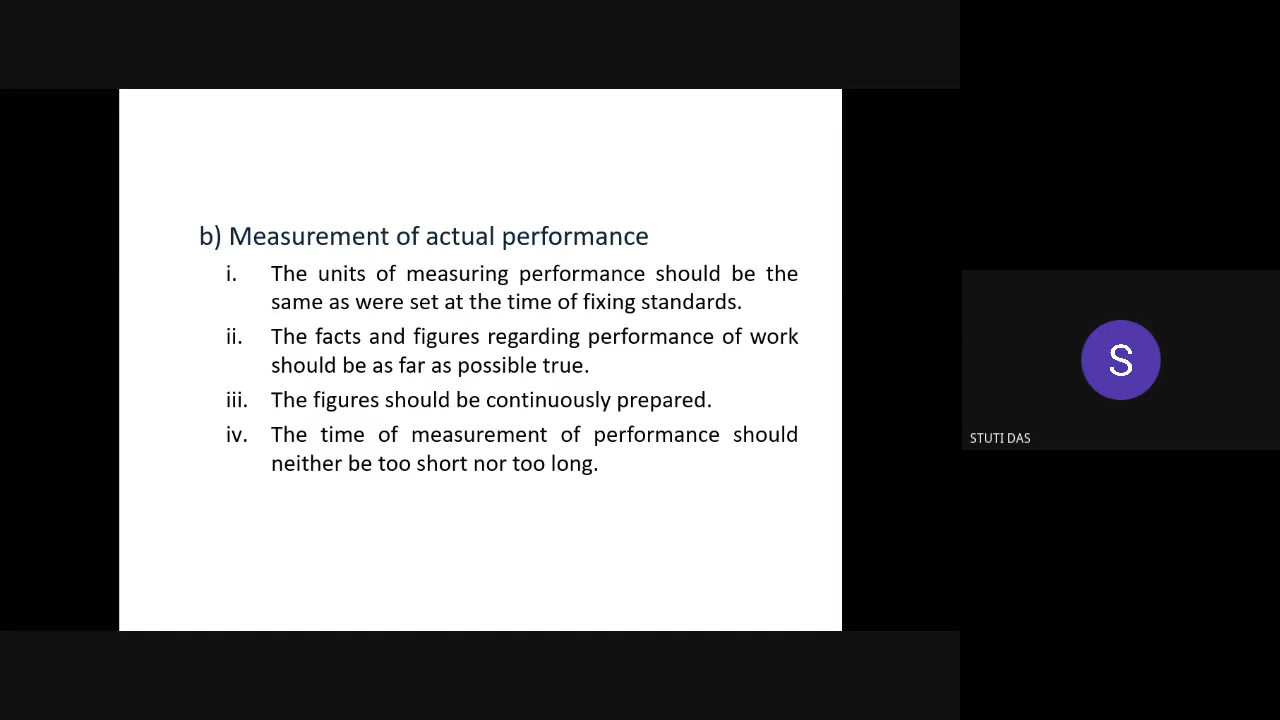 b) Measurement of actual performance
i. The units of measuring performance should be the
same as were set at the time of fixing standards.
ii. The facts and figures regarding performance of work
should be as far as possible true.
iii. The figures should be continuously prepared.
iv. The time of measurement of performance should
neither be too short nor too long.
S
STUTI DAS